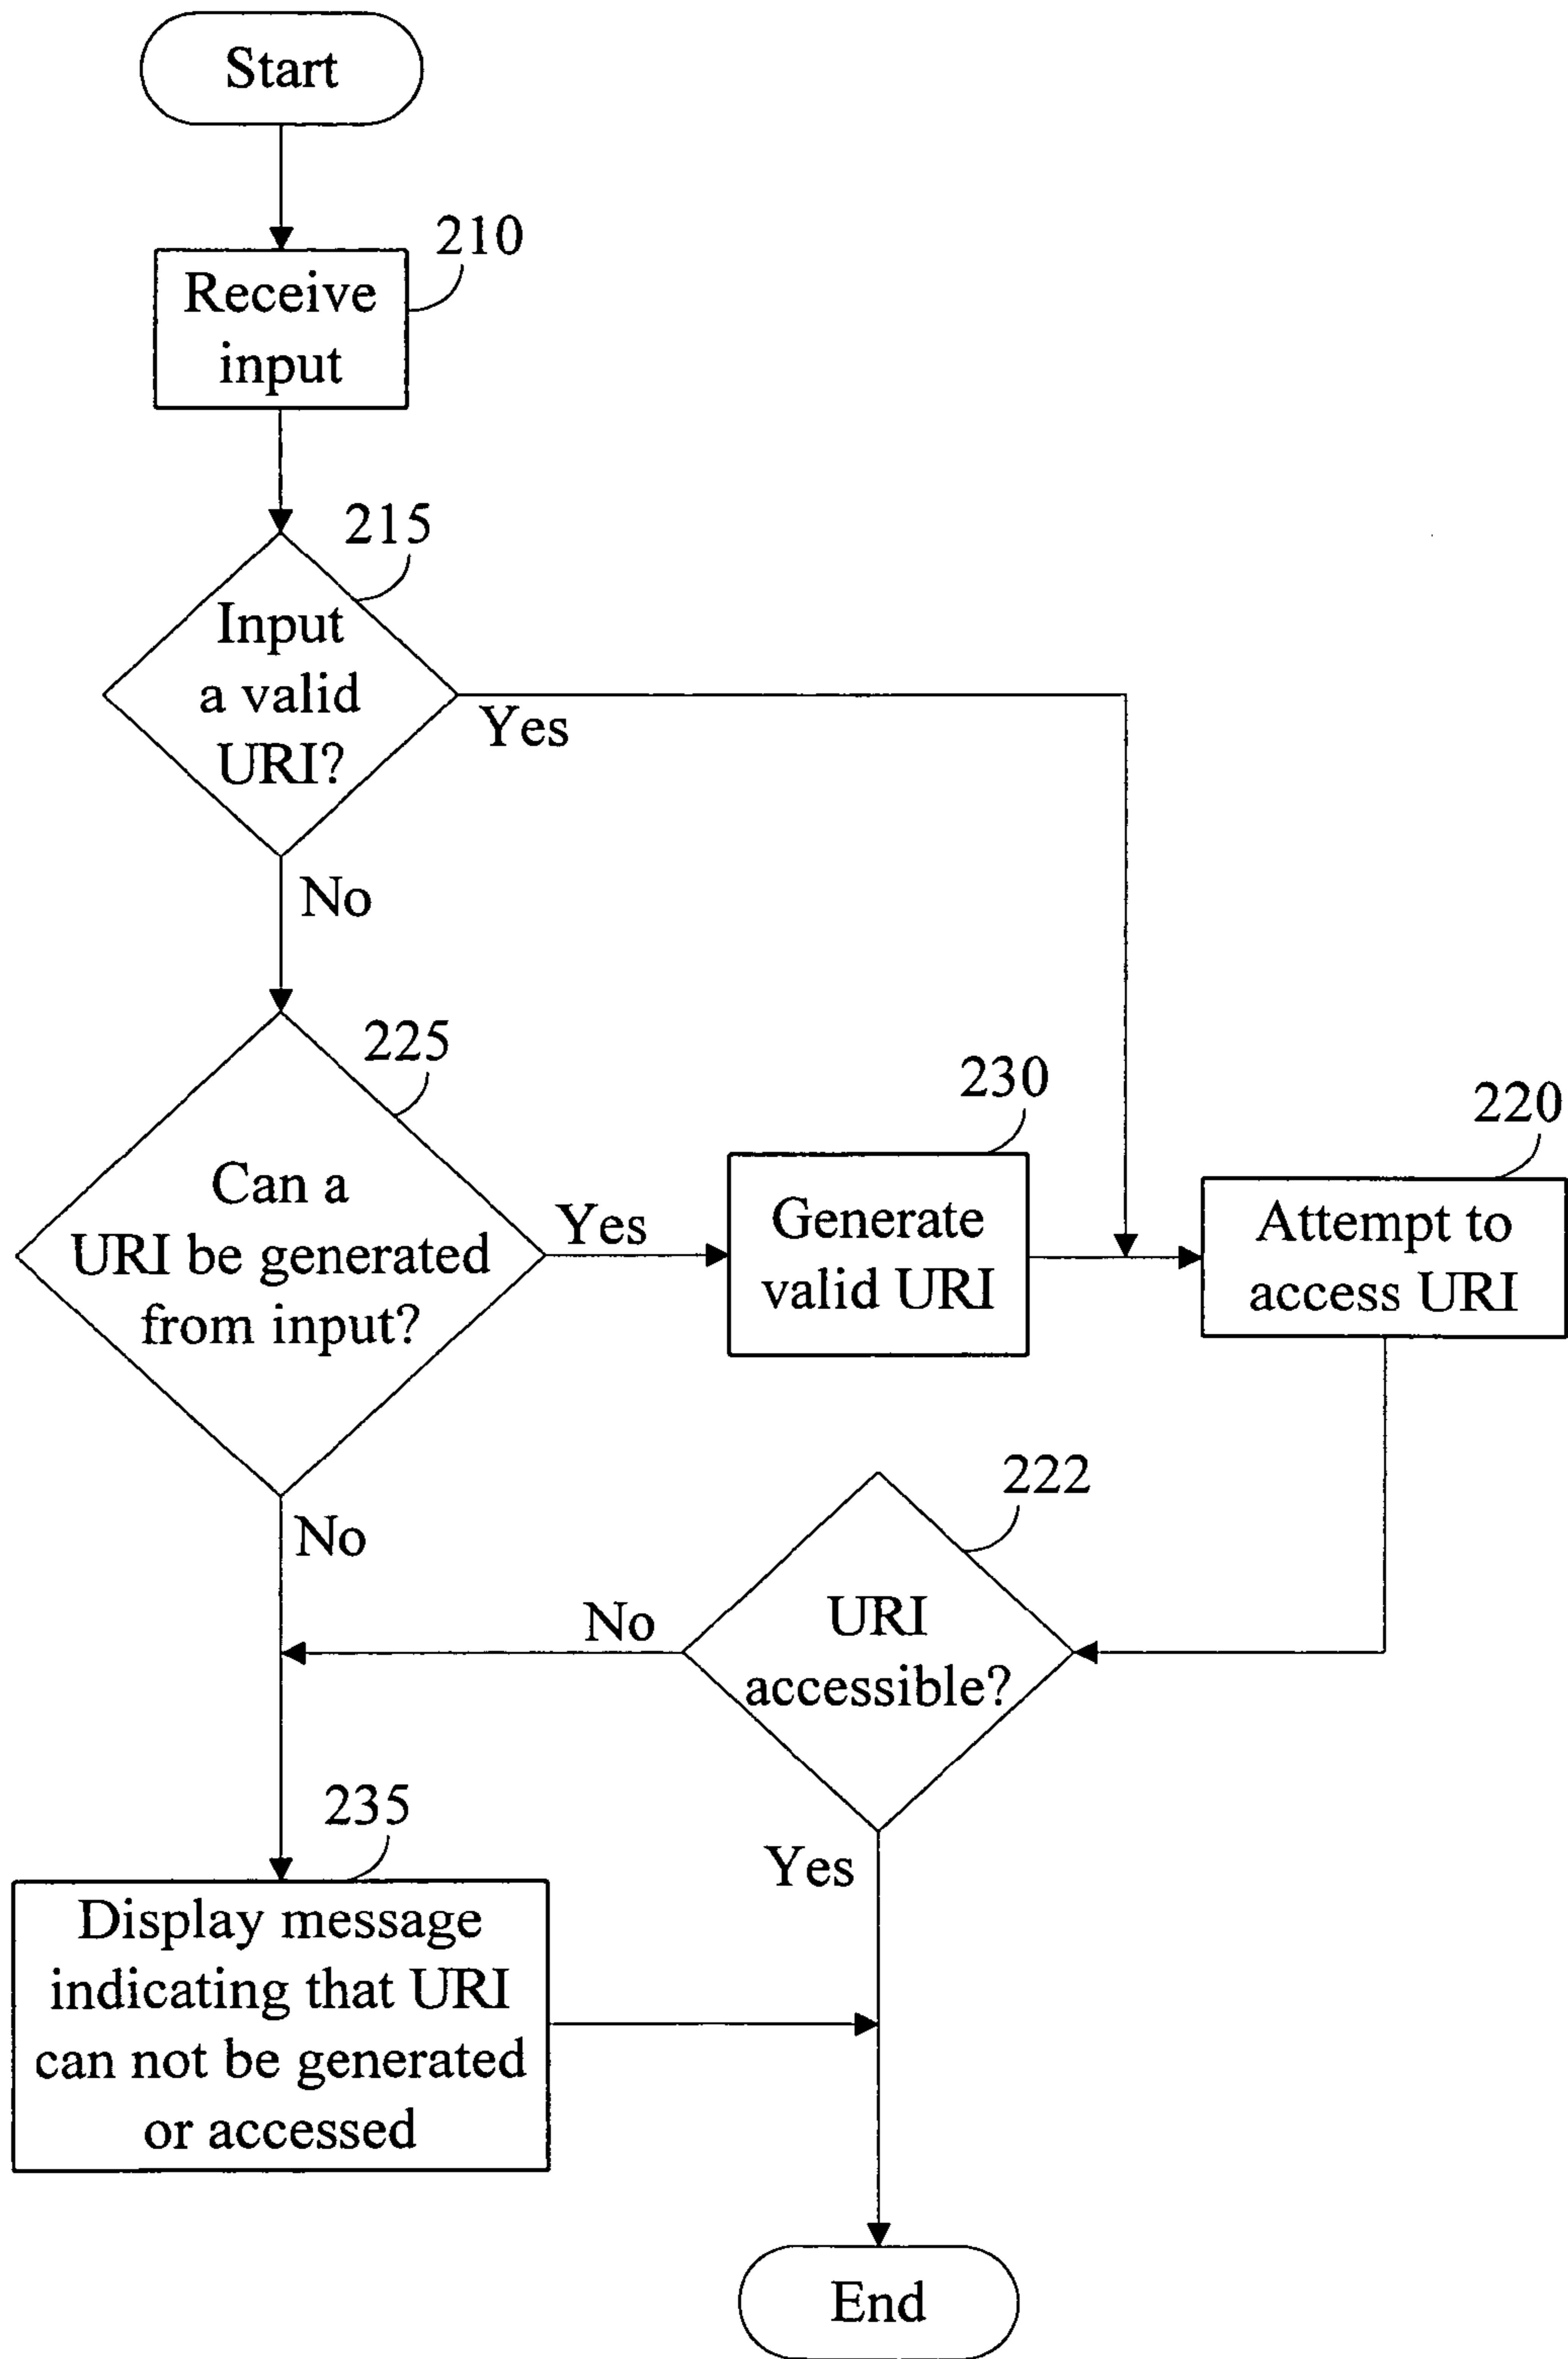 Start
210
Receive
input
215
Input
a valid
URI?
Yes
No
225
Can a
URI be generated
from input?
Yes
230
Generate
valid URI
220
Attempt to
access URI
No
222
URI
accessible?
No
Yes
235
Display message
indicating that URI
can not be generated
or accessed
End